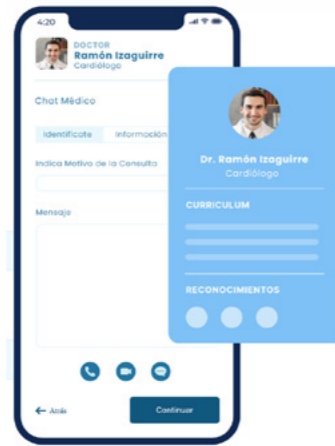 4:20
DOCTOR
Ramón Izaguirre
Cardiólogo
Chat Médico
Identifícate Información
Indica Motivo de la Consulta
Mensaje
Atrás
Continuar
Dr. Ramón Izaguirre
Cardiólogo
CURRICULUM
RECONOCIMIENTOS